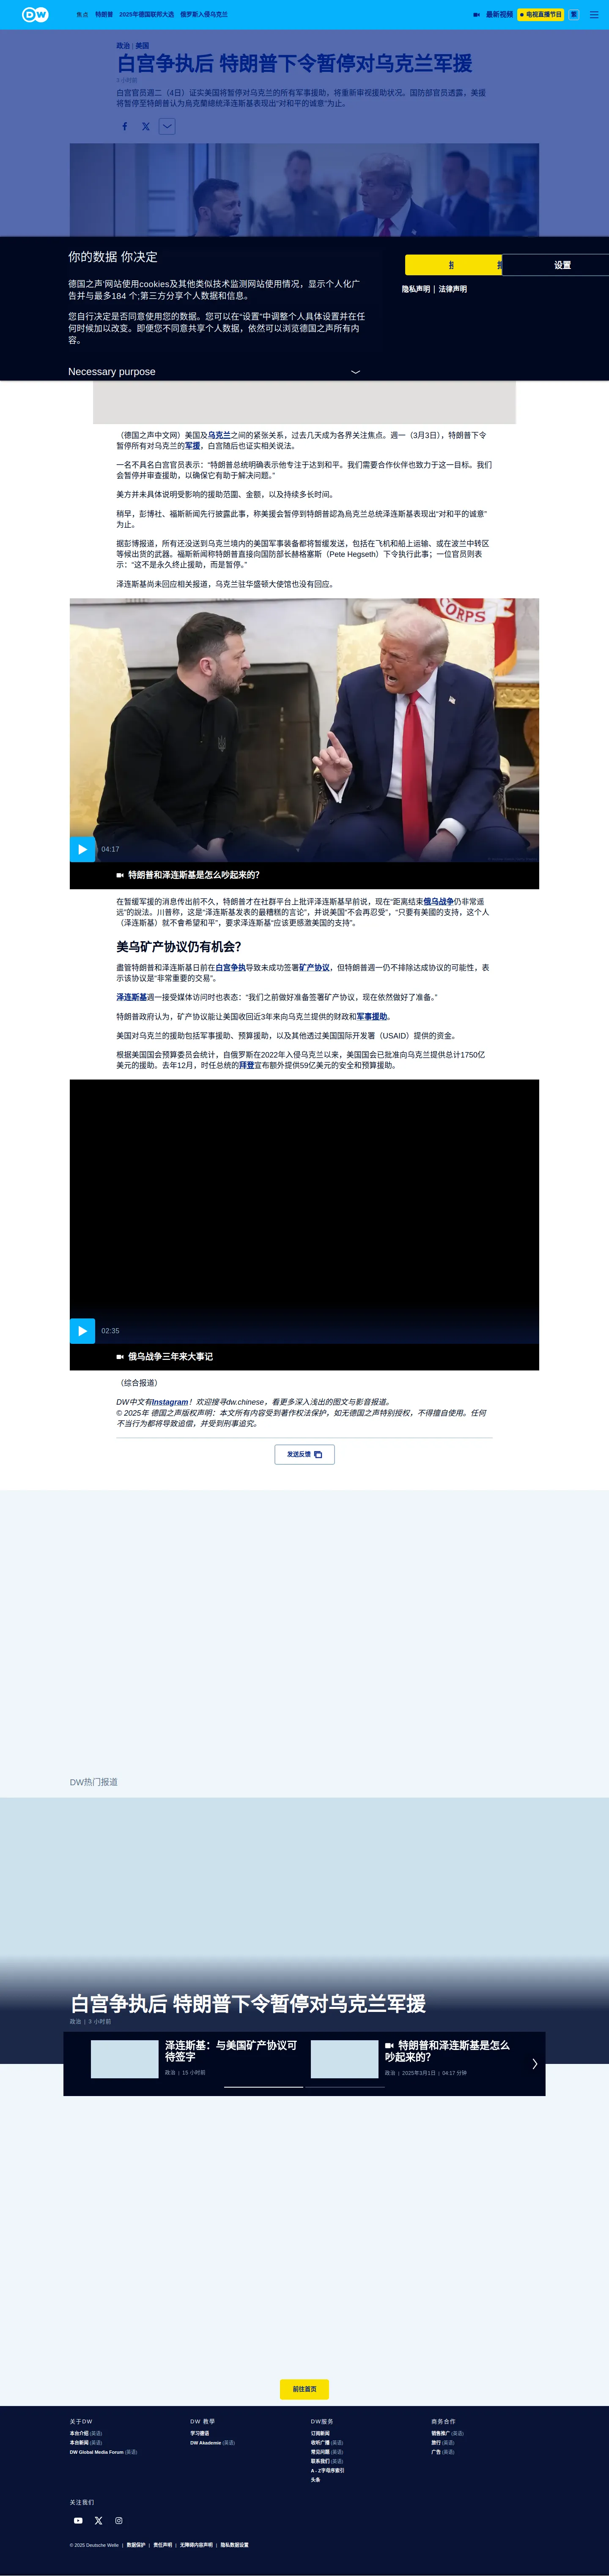 DW
焦点 特朗普 2025年德国联邦大选 俄罗斯入侵乌克兰
最新视频 电视直播节目 繁
政治 | 美国
白宫争执后 特朗普下令暂停对乌克兰军援
3 小时前
白宫官员週二（4日）证实美国将暂停对乌克兰的所有军事援助，将重新审视援助状况。国防部官员透露，美援
将暂停至特朗普认为烏克蘭總統泽连斯基表现出“对和平的诚意”为止。
你的数据 你决定
设置
隐私声明 | 法律声明
德国之声’网站使用cookies及其他类似技术监测网站使用情况，显示个人化广
告并与最多184 个;第三方分享个人数据和信息。
您自行决定是否同意使用您的数据。您可以在“设置”中调整个人具体设置并在任
何时候加以改变。即便您不同意共享个人数据，依然可以浏览德国之声所有内
容。
Necessary purpose
（德国之声中文网）美国及乌克兰之间的紧张关系，过去几天成为各界关注焦点。週一（3月3日），特朗普下令
暂停所有对乌克兰的军援，白宫随后也证实相关说法。
一名不具名白宫官员表示：“特朗普总统明确表示他专注于达到和平。我们需要合作伙伴也致力于这一目标。我们
会暂停并审查援助，以确保它有助于解决问题。”
美方并未具体说明受影响的援助范围、金额，以及持续多长时间。
稍早，彭博社、福斯新闻先行披露此事，称美援会暂停到特朗普認為烏克兰总统泽连斯基表现出“对和平的诚意”
为止。
据彭博报道，所有还没送到乌克兰境内的美国军事装备都将暂缓发送，包括在飞机和船上运输、或在波兰中转区
等候出货的武器。福斯新闻称特朗普直接向国防部长赫格塞斯（Pete Hegseth）下令执行此事；一位官员则表
示：“这不是永久终止援助，而是暂停。”
泽连斯基尚未回应相关报道，乌克兰驻华盛顿大使馆也没有回应。
CORPS
04:17
特朗普和泽连斯基是怎么吵起来的？
在暂缓军援的消息传出前不久，特朗普才在社群平台上批评泽连斯基早前说，现在“距离结束俄乌战争仍非常遥
远”的說法。川普称，这是“泽连斯基发表的最糟糕的言论”，并说美国“不会再忍受”，“只要有美國的支持，这个人
（泽连斯基）就不會希望和平”，要求泽连斯基“应该更感激美国的支持”。
美乌矿产协议仍有机会？
盡管特朗普和泽连斯基日前在白宫争执导致未成功签署矿产协议，但特朗普週一仍不排除达成协议的可能性，表
示该协议是“非常重要的交易”。
泽连斯基週一接受媒体访问时也表态：“我们之前做好准备签署矿产协议，现在依然做好了准备。”
特朗普政府认为，矿产协议能让美国收回近3年来向乌克兰提供的财政和军事援助。
美国对乌克兰的援助包括军事援助、预算援助，以及其他透过美国国际开发署（USAID）提供的资金。
根据美国国会预算委员会统计，自俄罗斯在2022年入侵乌克兰以来，美国国会已批准向乌克兰提供总计1750亿
美元的援助。去年12月，时任总统的拜登宣布额外提供59亿美元的安全和预算援助。
02:35
俄乌战争三年来大事记
（综合报道）
DW中文有Instagram！欢迎搜寻dw.chinese，看更多深入浅出的图文与影音报道。
© 2025年 德国之声版权声明：本文所有内容受到著作权法保护，如无德国之声特别授权，不得擅自使用。任何
不当行为都将导致追偿，并受到刑事追究。
发送反馈
DW热门报道
白宫争执后 特朗普下令暂停对乌克兰军援
政治 | 3 小时前
泽连斯基：与美国矿产协议可
待签字
政治 | 15 小时前
特朗普和泽连斯基是怎么
吵起来的？
政治 | 2025年3月1日 | 04:17 分钟
前往首页
关于DW
本台介绍 (英语)
本台新闻 (英语)
DW Global Media Forum (英语)
DW 教學
学习德语
DW Akademie (英语)
DW服务
订阅新闻
收听广播 (英语)
常见问题 (英语)
联系我们 (英语)
A - Z字母序索引
头条
商务合作
销售推广 (英语)
旅行 (英语)
广告 (英语)
关注我们
© 2025 Deutsche Welle | 数据保护 | 责任声明 | 无障碍内容声明 | 隐私数据设置